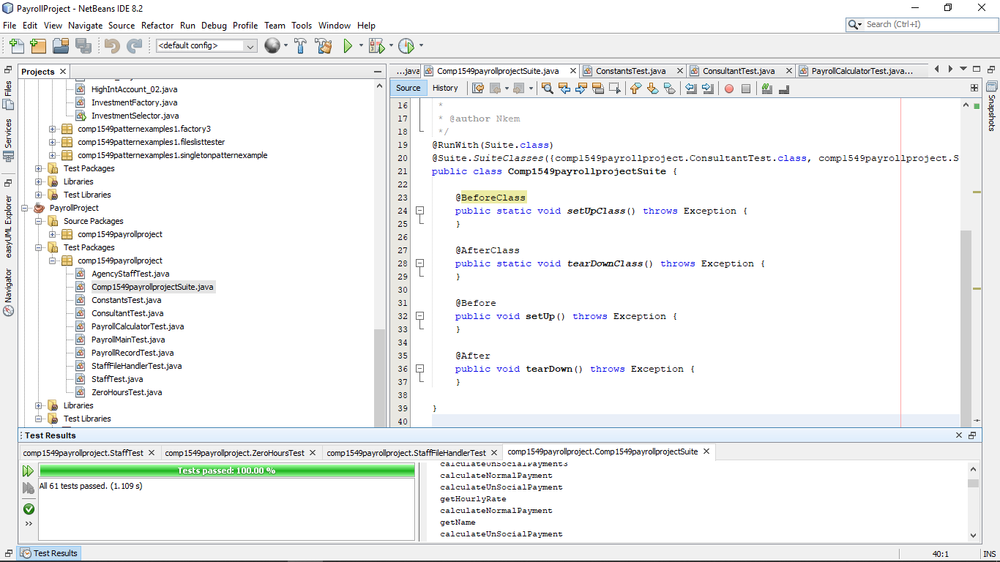 PayrollProject - NetBeans IDE 8.2
File Edit View Navigate Source Refactor Run Debug Profile Team Tools Window Help
Search (Ctrl+I)
<default config>
Files
Services
easyUML Explorer
Navigator
Projects
HighIntAccount_02.java
InvestmentFactory.java
InvestmentSelector.java
comp1549patternexamples1.factory3
comp1549patternexamples1.fileslisttester
comp1549patternexamples1.singletonpatternexample
Test Packages
Libraries
Test Libraries
PayrollProject
Source Packages
comp1549payrollproject
Test Packages
comp1549payrollproject
AgencyStaffTest.java
Comp1549payrollprojectSuite.java
ConstantsTest.java
ConsultantTest.java
PayrollCalculatorTest.java
PayrollMainTest.java
PayrollRecordTest.java
StaffFileHandlerTest.java
StaffTest.java
ZeroHoursTest.java
Libraries
Test Libraries
...java Comp1549payrollprojectSuite.java ConstantsTest.java ConsultantTest.java PayrollCalculatorTest.java...
Source History
Snapshots
16 *
17 * @author Nkem
18 */
19 @RunWith(Suite.class)
20 @Suite.SuiteClasses({comp1549payrollproject.ConsultantTest.class, comp1549payrollproject.S
21 public class Comp1549payrollprojectSuite {
22
23 @BeforeClass
24 public static void setUpClass() throws Exception {
25 }
26
27 @AfterClass
28 public static void tearDownClass() throws Exception {
29 }
30
31 @Before
32 public void setUp() throws Exception {
33 }
34
35 @After
36 public void tearDown() throws Exception {
37 }
38
39 }
40
Test Results
comp1549payrollproject.StaffTest comp1549payrollproject.ZeroHoursTest comp1549payrollproject.StaffFileHandlerTest comp1549payrollproject.Comp1549payrollprojectSuite
Tests passed: 100.00 %
All 61 tests passed. (1.109 s)
calculateUnSocialPayment3
calculateNormalPayment
calculateUnSocialPayment
getHourlyRate
calculateNormalPayment
getName
calculateUnSocialPayment
Test Results
40:1 INS